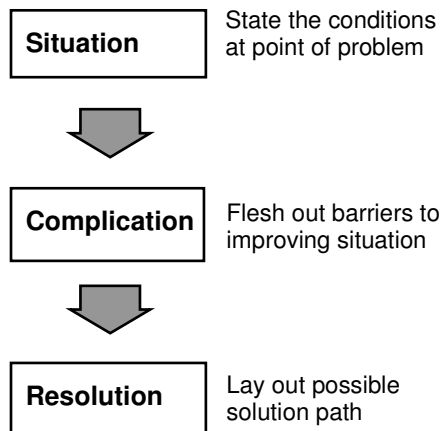 Situation
State the conditions
at point of problem
Complication
Flesh out barriers to
improving situation
Resolution
Lay out possible
solution path